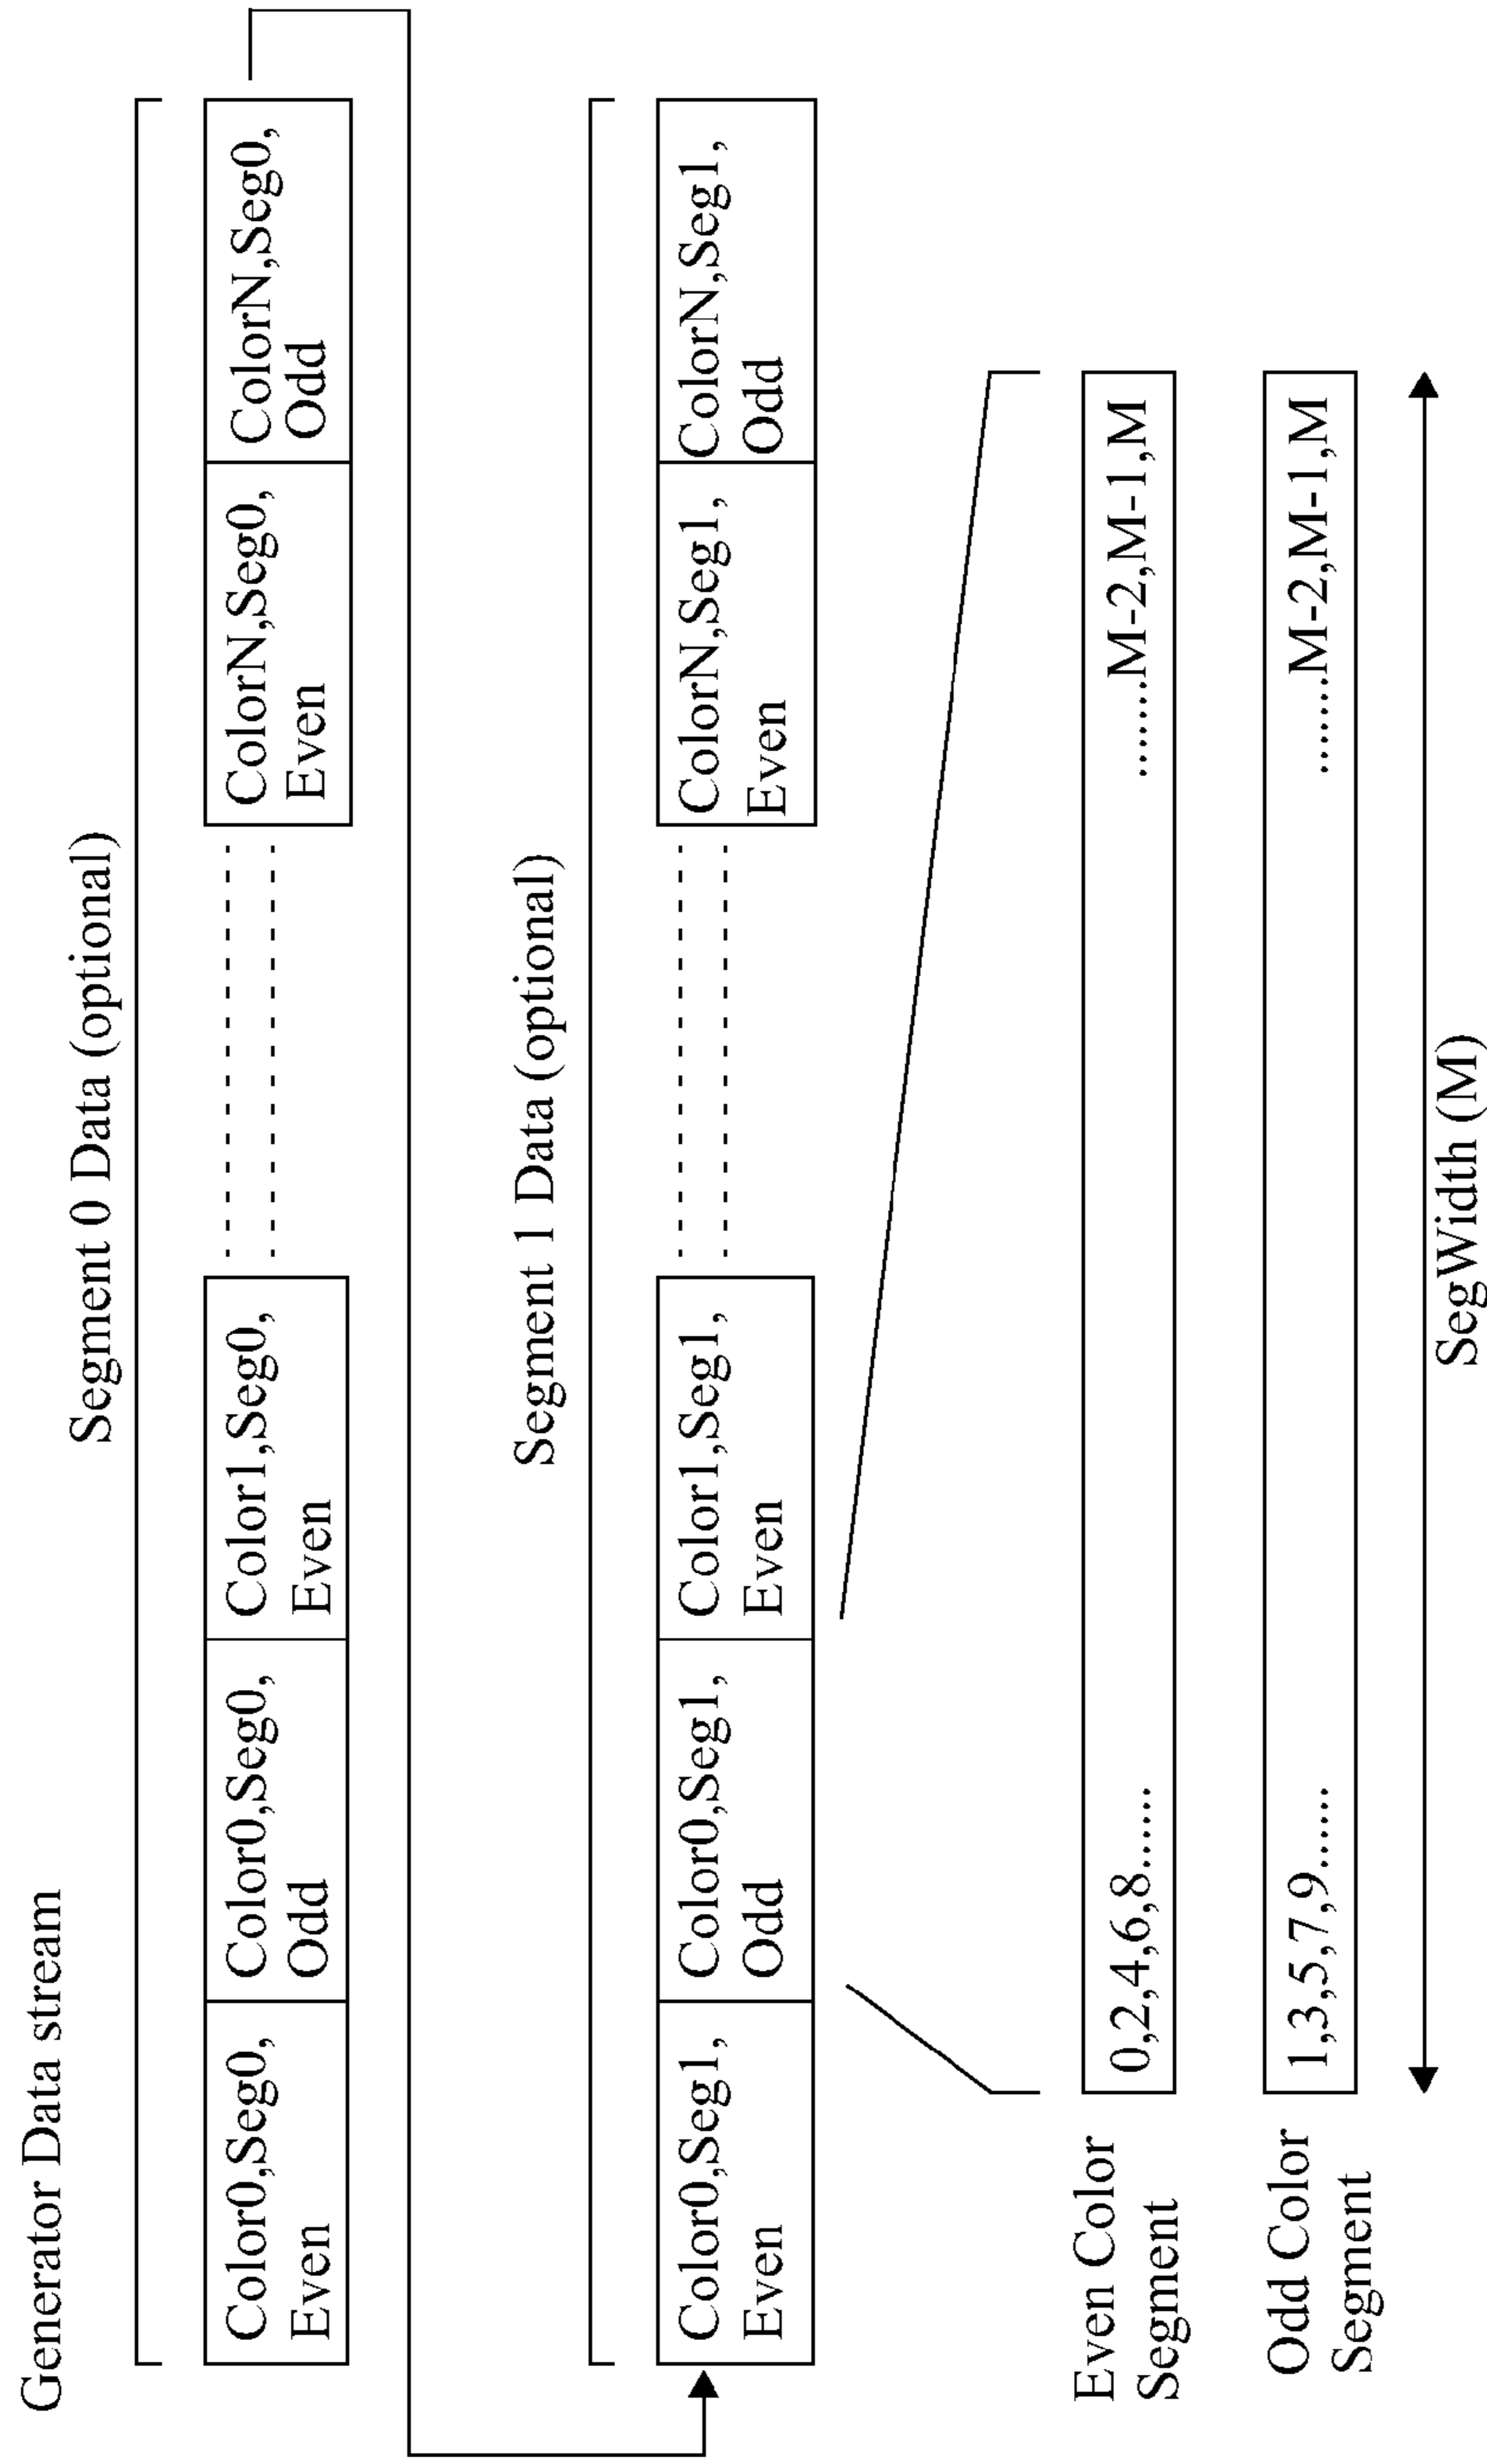 Generator Data stream
Segment 0 Data (optional)
Color0,Seg0,
Even
Color0,Seg0,
Odd
Color1,Seg0,
Even
ColorN,Seg0,
Even
ColorN,Seg0,
Odd
Segment 1 Data (optional)
Color0,Seg1,
Even
Color0,Seg1,
Odd
Color1,Seg1,
Even
ColorN,Seg1,
Even
ColorN,Seg1,
Odd
Even Color
Segment
0,2,4,6,8.......
........M-2,M-1,M
Odd Color
Segment
1,3,5,7,9.......
........M-2,M-1,M
SegWidth (M)